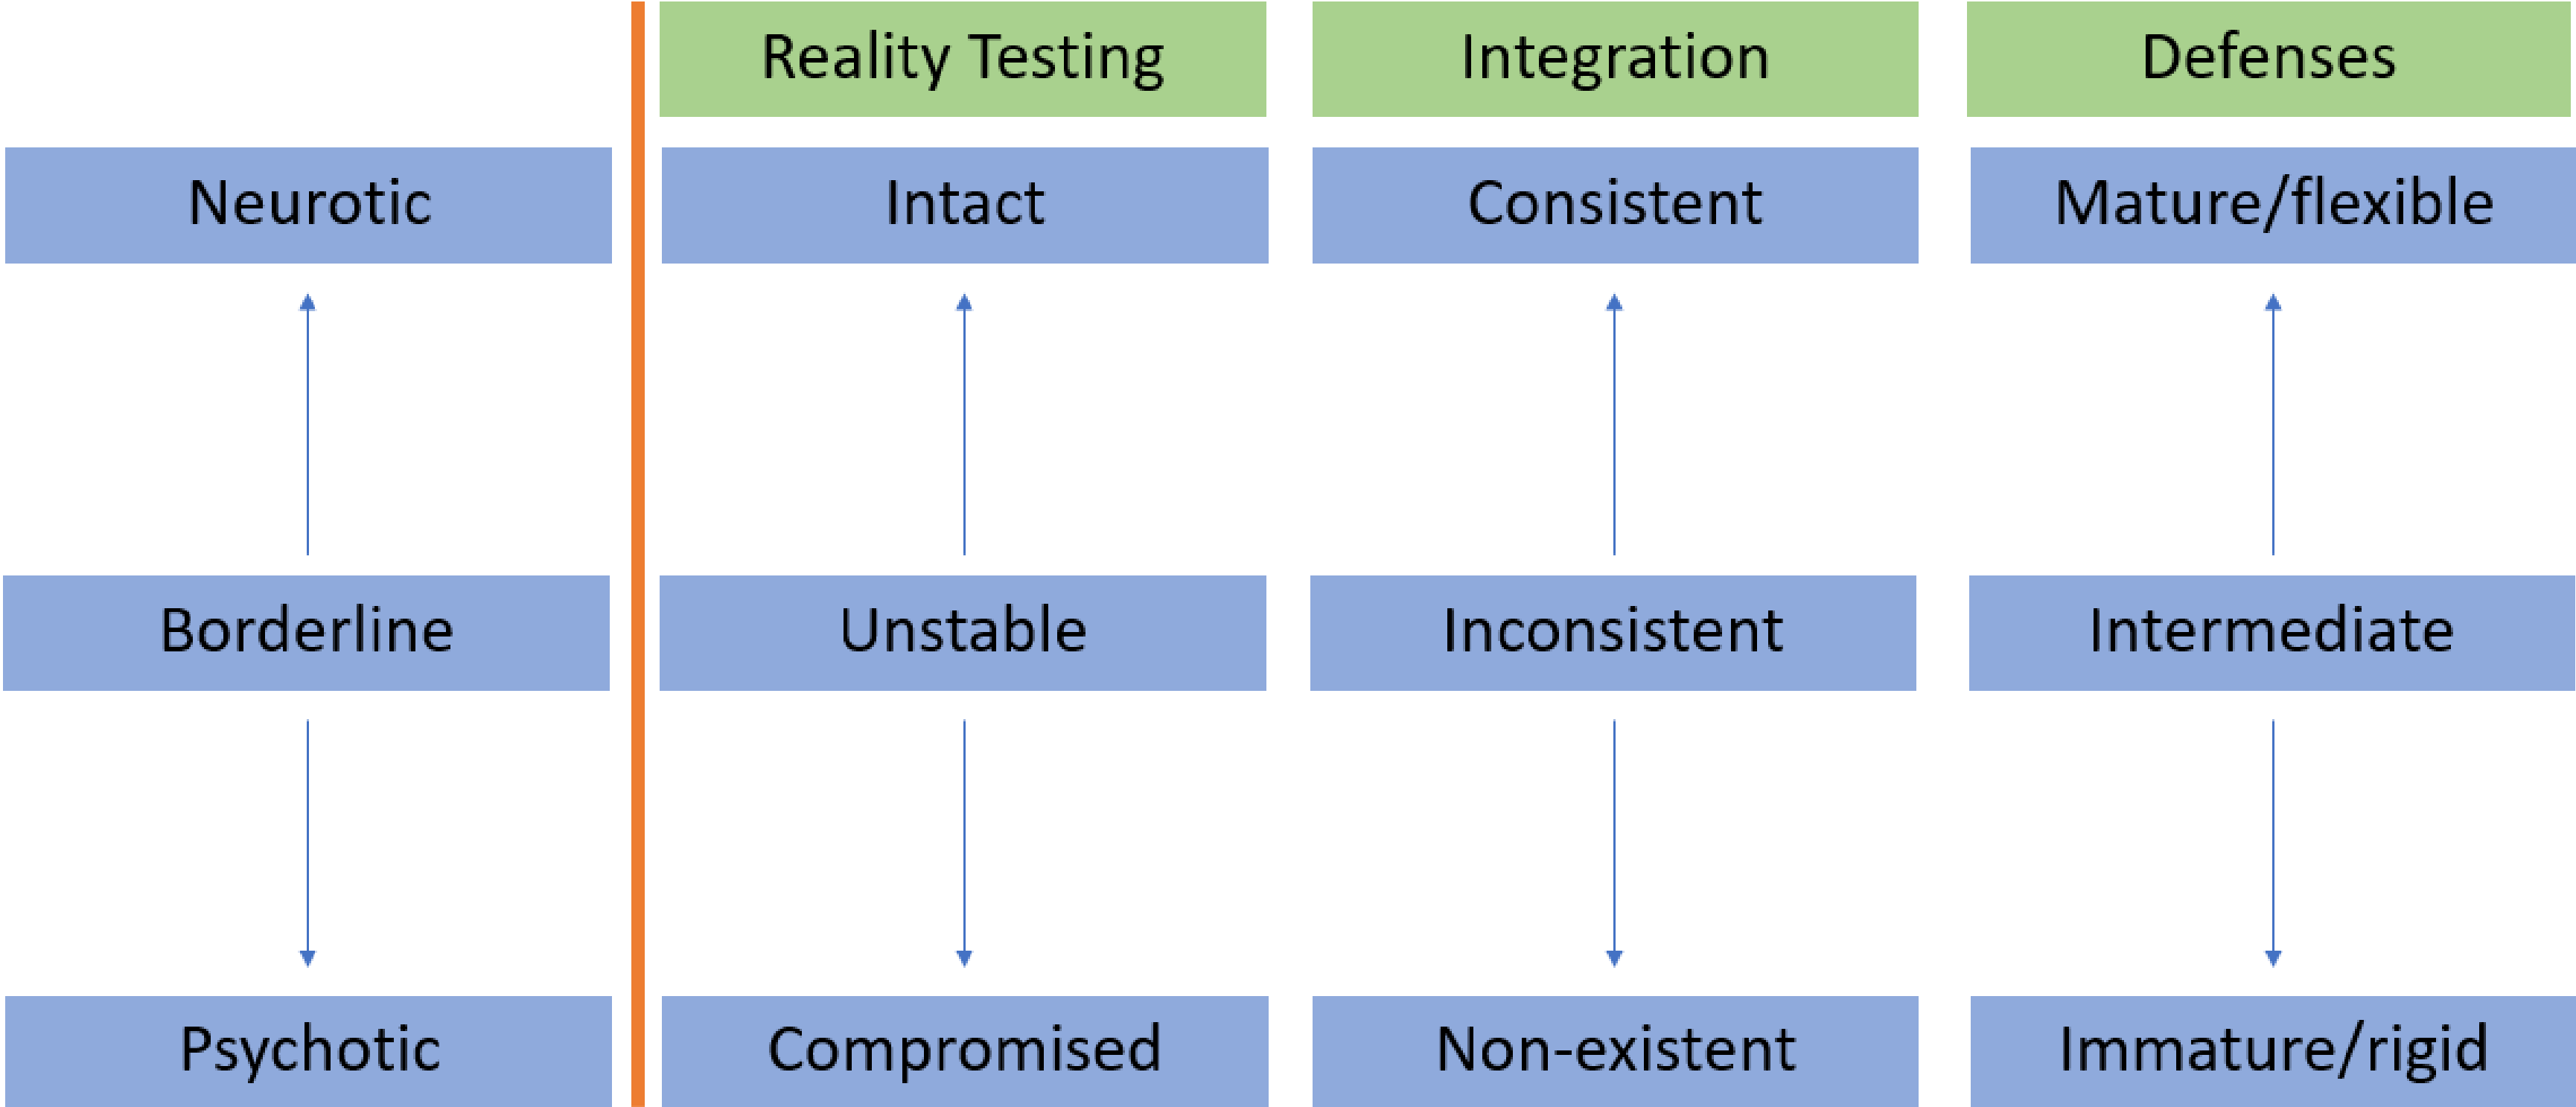 Reality Testing
Integration
Defenses
Neurotic
Intact
Consistent
Mature/flexible
Borderline
Unstable
Inconsistent
Intermediate
Psychotic
Compromised
Non-existent
Immature/rigid